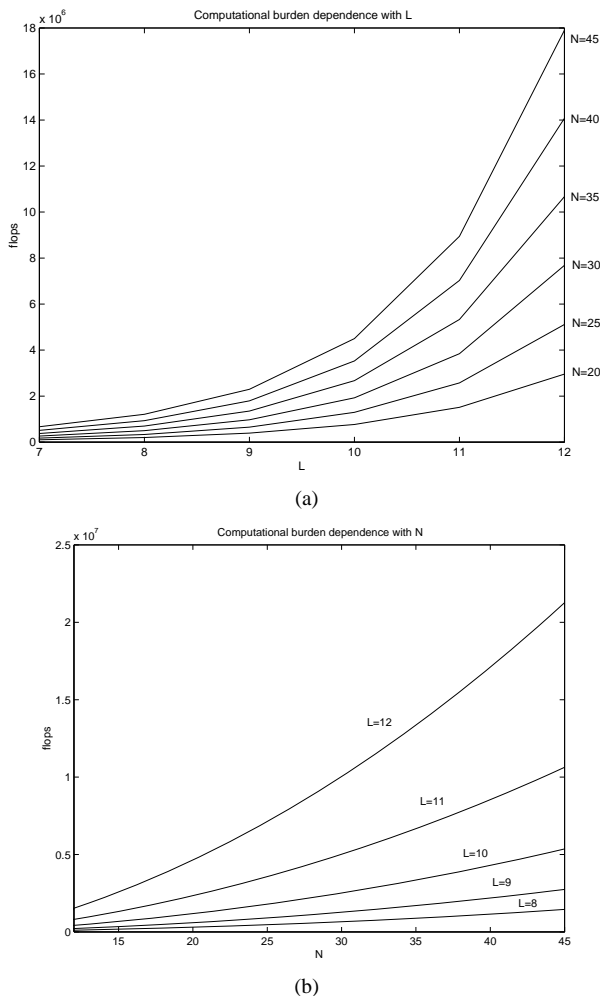 Computational burden dependence with L
x 10^6
18
16
14
12
10
8
6
4
2
0
flops
7 8 9 10 11 12
L
N=45
N=40
N=35
N=30
N=25
N=20
(a)
Computational burden dependence with N
x 10^7
2.5
2
1.5
1
0.5
0
flops
L=12
L=11
L=10
L=9
L=8
15 20 25 30 35 40 45
N
(b)